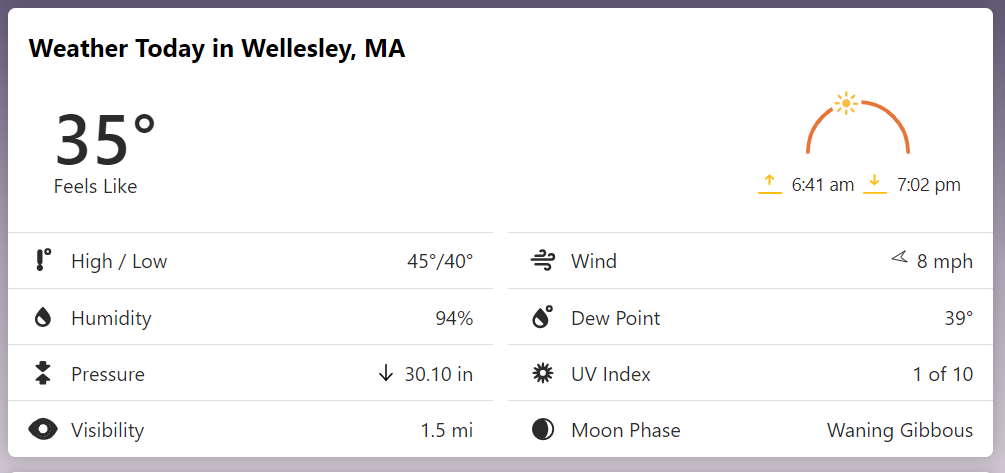 Weather Today in Wellesley, MA
35°
Feels Like
6:41 am 7:02 pm
High / Low 45°/40°
Humidity 94%
Pressure 30.10 in
Visibility 1.5 mi
Wind 8 mph
Dew Point 39°
UV Index 1 of 10
Moon Phase Waning Gibbous